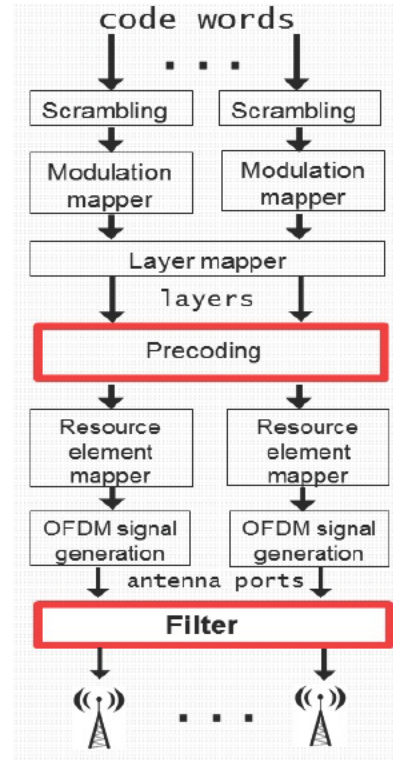 code words
. . .
Scrambling Scrambling
Modulation Modulation
mapper mapper
Layer mapper
layers
Precoding
Resource Resource
element element
mapper mapper
OFDM signal OFDM signal
generation generation
antenna ports
Filter
. . .